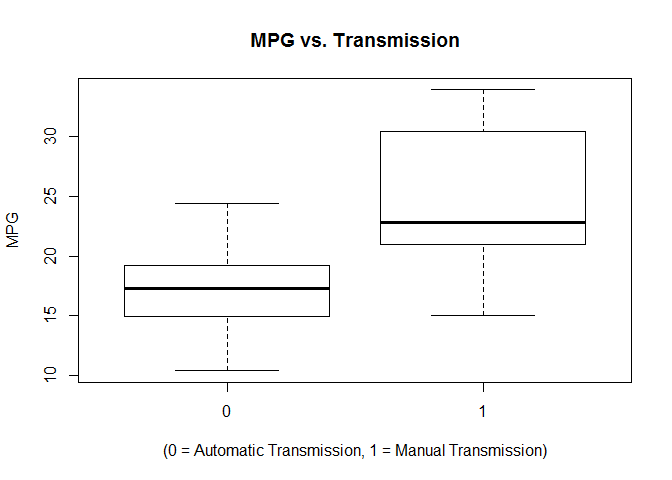 MPG vs. Transmission
MPG
30
25
20
15
10
0
1
(0 = Automatic Transmission, 1 = Manual Transmission)